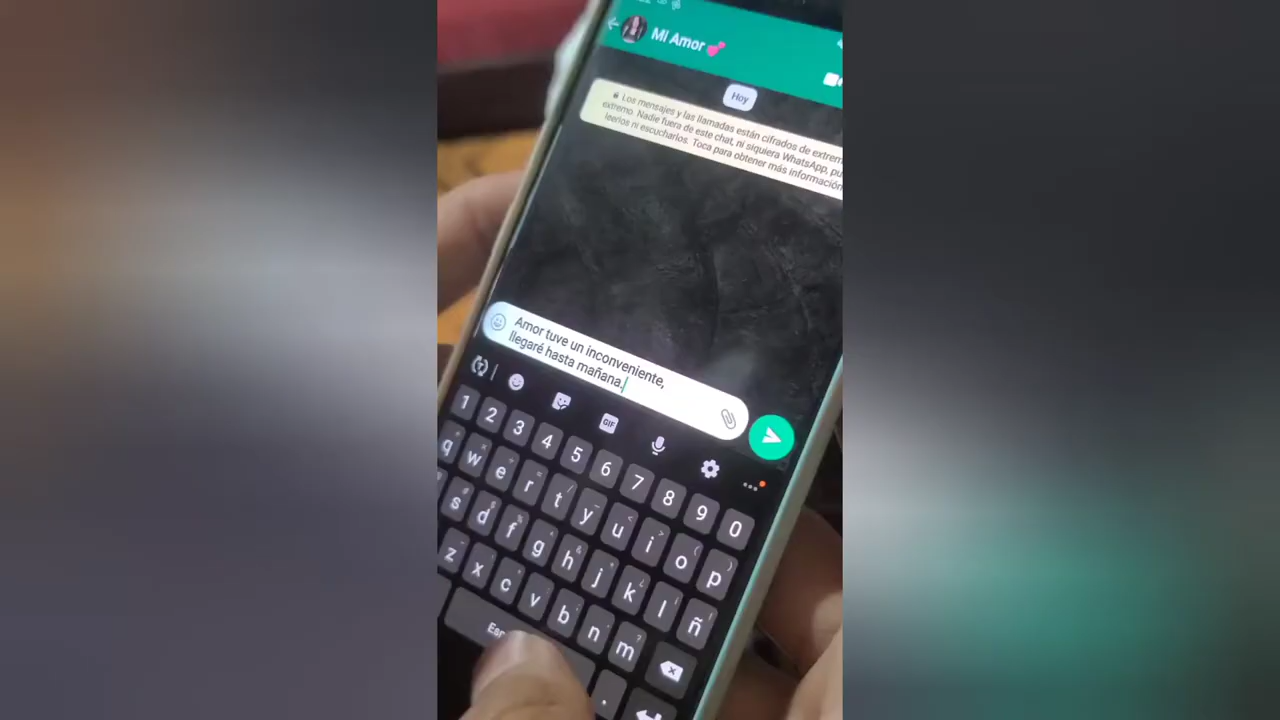 Mi Amor 💕
Hoy
Los mensajes y las llamadas están cifrados de extrem
extremo. Nadie fuera de este chat, ni siquiera WhatsApp, pu
leerlos ni escucharlos. Toca para obtener más información
Amor tuve un inconveniente,
llegaré hasta mañana.
GIF
1 2 3 4 5 6 7 8 9 0
q w e r t y u i o p
s d f g h j k l ñ
z x c v b n m
Esp
.